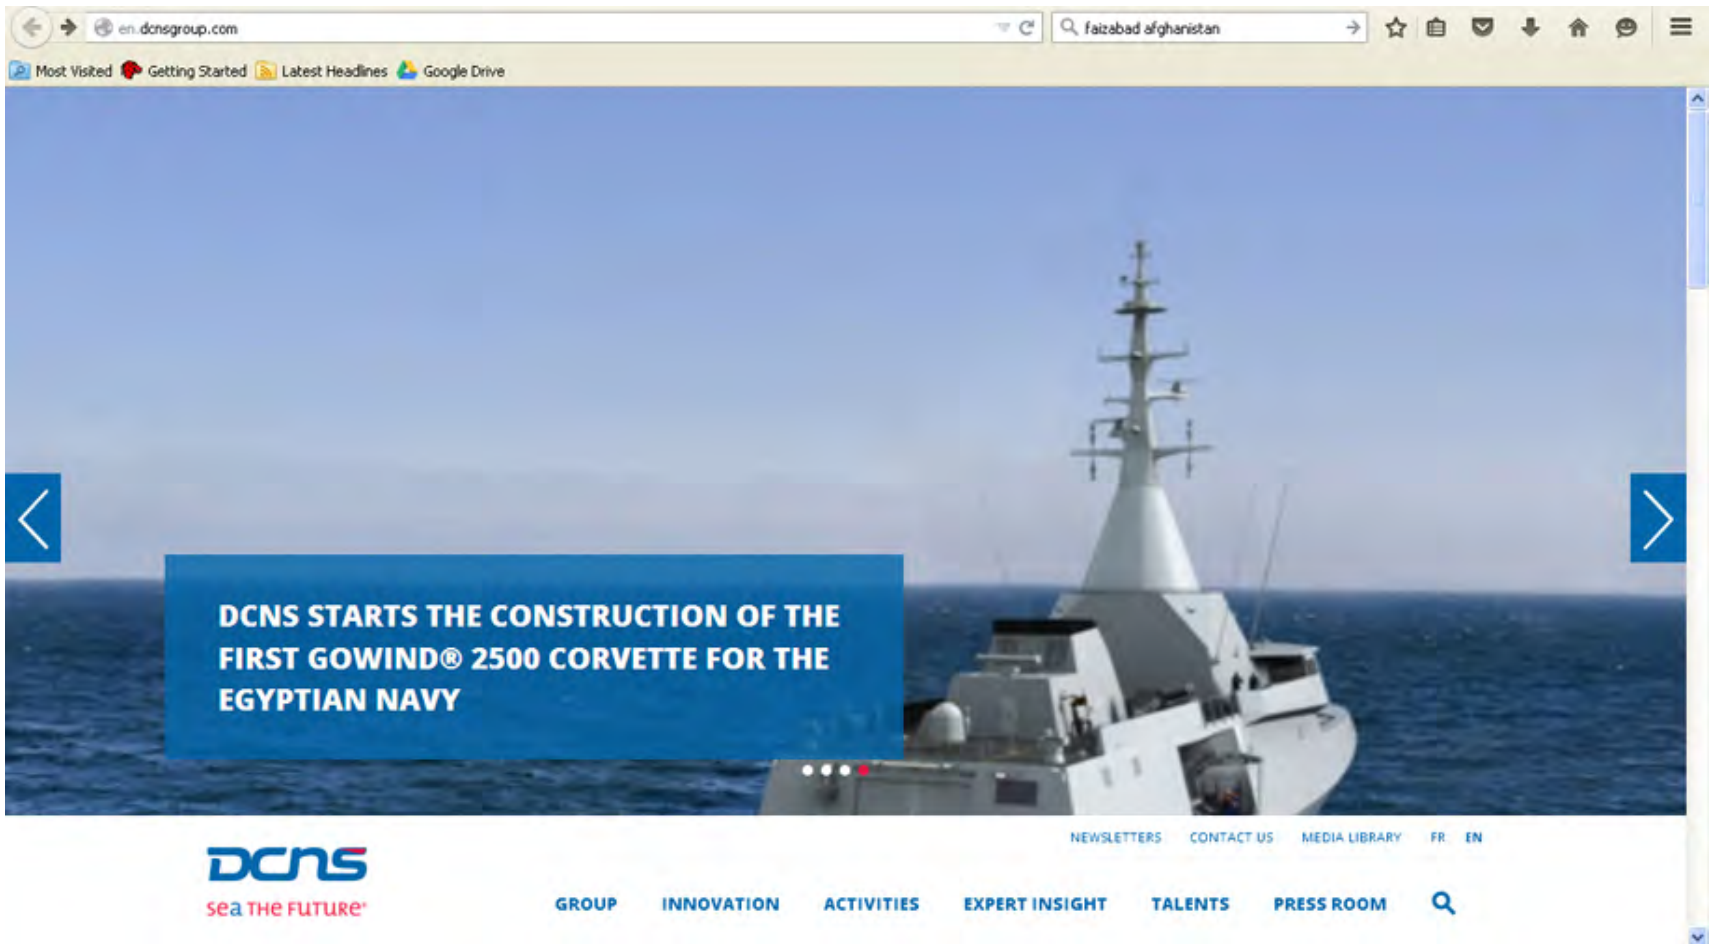 en.dcnsgroup.com
faizabad afghanistan
Most Visited Getting Started Latest Headlines Google Drive
DCNS STARTS THE CONSTRUCTION OF THE
FIRST GOWIND® 2500 CORVETTE FOR THE
EGYPTIAN NAVY
NEWSLETTERS CONTACT US MEDIA LIBRARY FR EN
DCNS
sea THE FUTURE®
GROUP INNOVATION ACTIVITIES EXPERT INSIGHT TALENTS PRESS ROOM